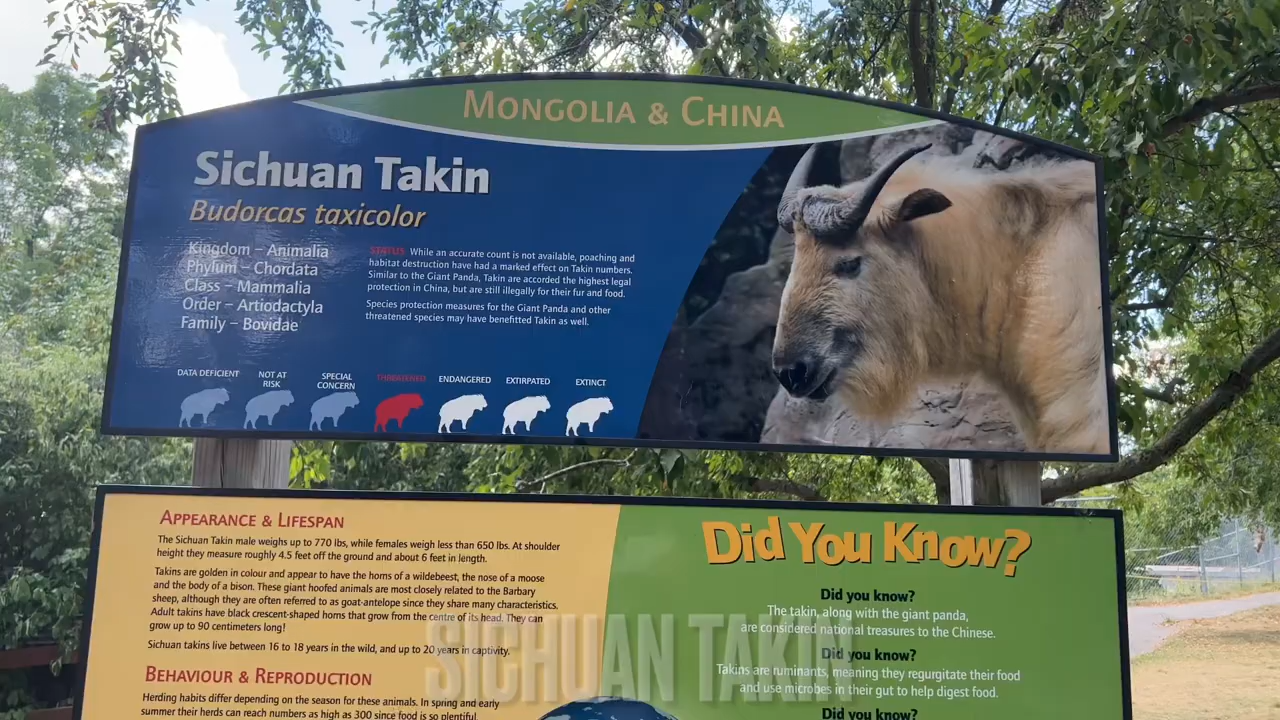 MONGOLIA & CHINA
Sichuan Takin
Budorcas taxicolor
Kingdom – Animalia
Phylum – Chordata
Class – Mammalia
Order – Artiodactyla
Family – Bovidae
STATUS While an accurate count is not available, poaching and
habitat destruction have had a marked effect on Takin numbers.
Similar to the Giant Panda, Takin are accorded the highest legal
protection in China, but are still illegally for their fur and food.
Species protection measures for the Giant Panda and other
threatened species may have benefitted Takin as well.
DATA DEFICIENT
NOT AT
RISK
SPECIAL
CONCERN
THREATENED
ENDANGERED
EXTIRPATED
EXTINCT
APPEARANCE & LIFESPAN
The Sichuan Takin male weighs up to 770 lbs, while females weigh less than 650 lbs. At shoulder
height they measure roughly 4.5 feet off the ground and about 6 feet in length.
Takins are golden in colour and appear to have the horns of a wildebeest, the nose of a moose
and the body of a bison. These giant hoofed animals are most closely related to the Barbary
sheep, although they are often referred to as goat-antelope since they share many characteristics.
Adult takins have black crescent-shaped horns that grow from the centre of its head. They can
grow up to 90 centimeters long!
Sichuan takins live between 16 to 18 years in the wild, and up to 20 years in captivity.
BEHAVIOUR & REPRODUCTION
Herding habits differ depending on the season for these animals. In spring and early
summer their herds can reach numbers as high as 300 since food is so plentiful.
Did You Know?
Did you know?
The takin, along with the giant panda,
are considered national treasures to the Chinese.
Did you know?
Takins are ruminants, meaning they regurgitate their food
and use microbes in their gut to help digest food.
Did you know?
SICHUAN TAKIN